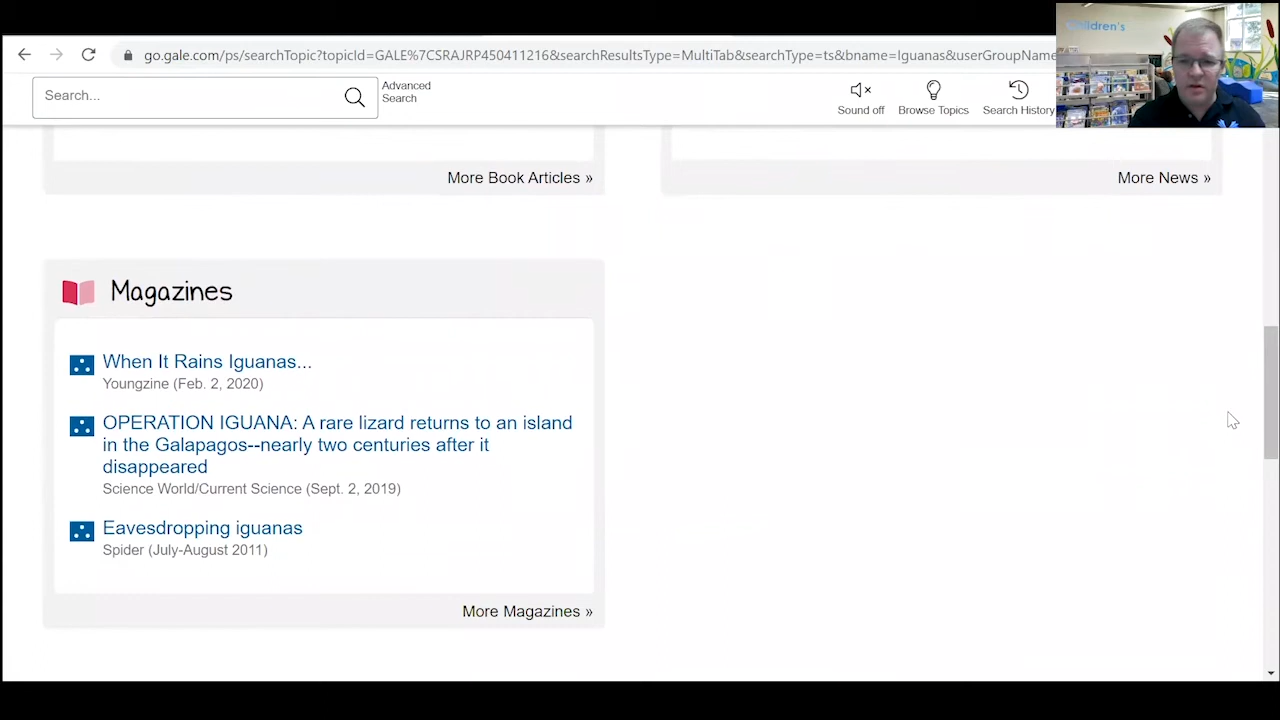 go.gale.com/ps/searchTopic?topicId=GALE%7CSRAJRP450411276&searchResultsType=MultiTab&searchType=ts&bname=Iguanas&userGroupName
Children's
Search...
Advanced
Search
Sound off
Browse Topics
Search History
More Book Articles »
More News »
Magazines
When It Rains Iguanas...
Youngzine (Feb. 2, 2020)
OPERATION IGUANA: A rare lizard returns to an island
in the Galapagos--nearly two centuries after it
disappeared
Science World/Current Science (Sept. 2, 2019)
Eavesdropping iguanas
Spider (July-August 2011)
More Magazines »